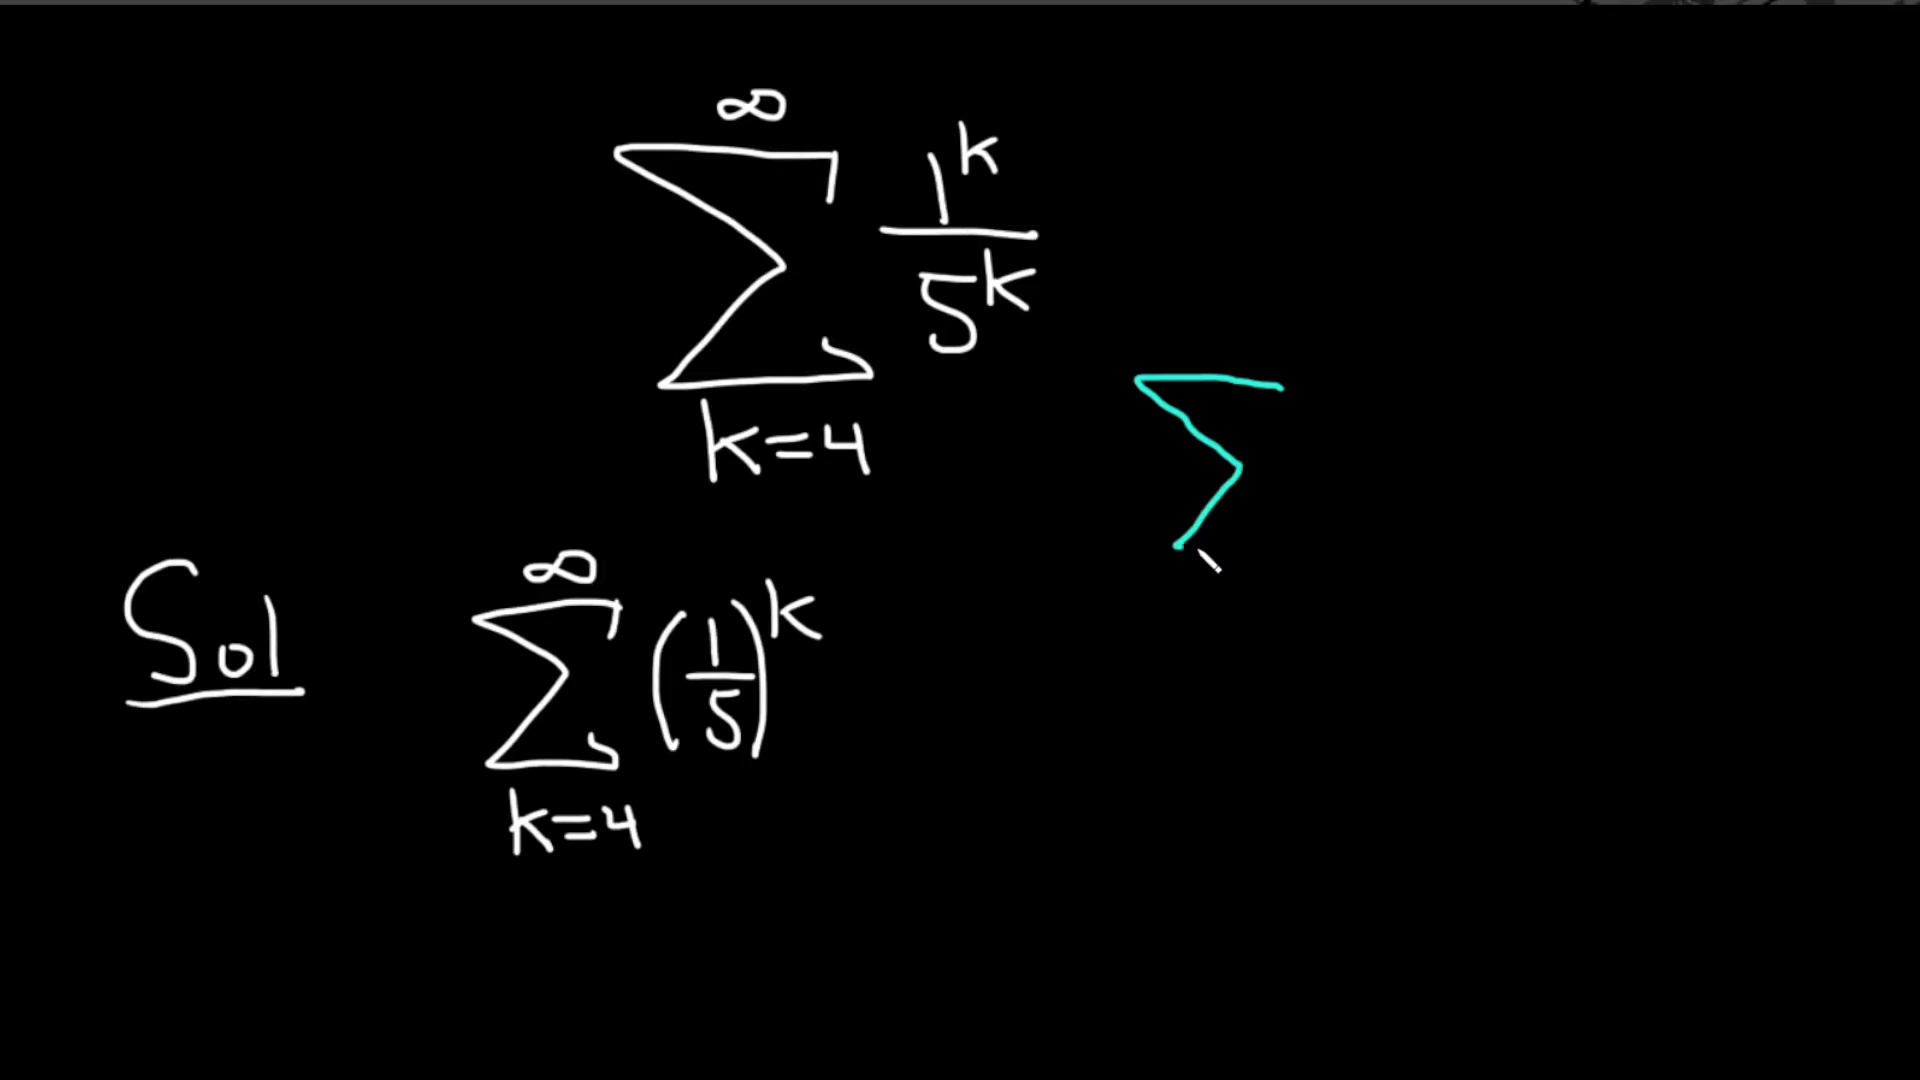 ∞
∑ 1^k / 5^k
k=4
Sol ∞
∑ (1/5)^k
k=4
∑